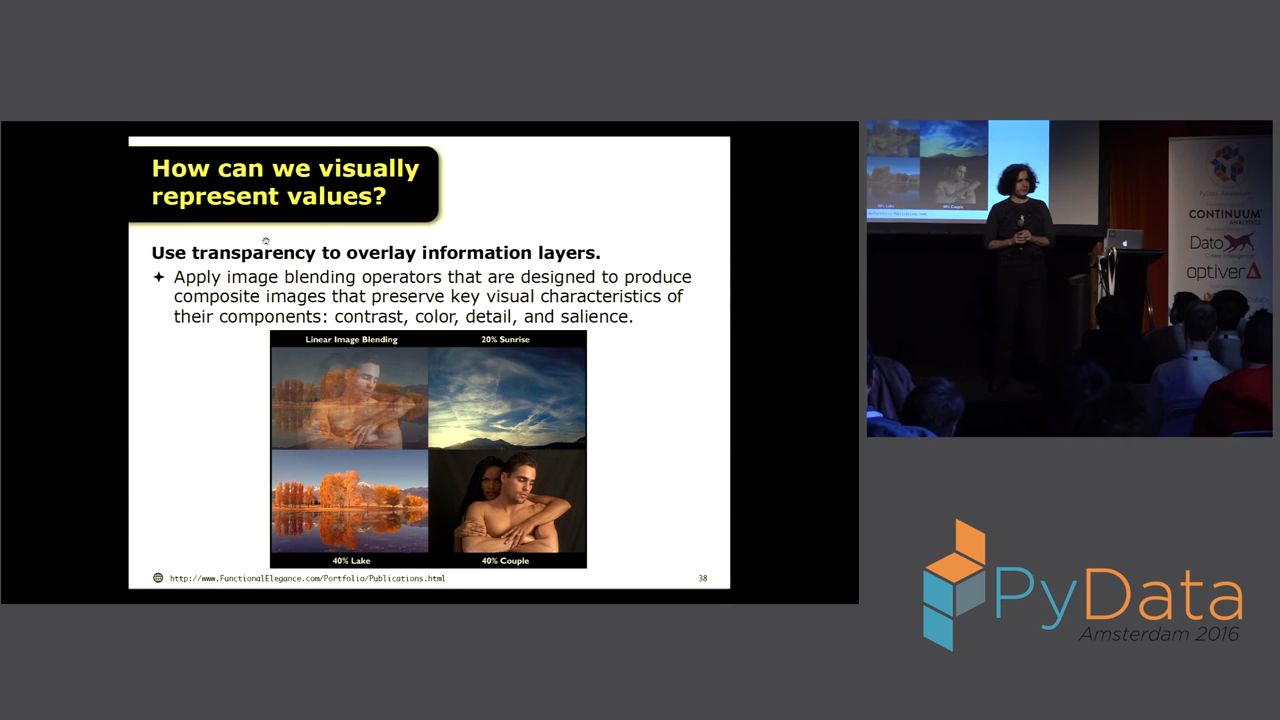 How can we visually
represent values?
Use transparency to overlay information layers.
Apply image blending operators that are designed to produce
composite images that preserve key visual characteristics of
their components: contrast, color, detail, and salience.
Linear Image Blending
20% Sunrise
40% Lake
40% Couple
http://www.FunctionalElegance.com/Portfolio/Publications.html
38
CONTINUUM
ANALYTICS
Dato
optiver
PyData
Amsterdam 2016